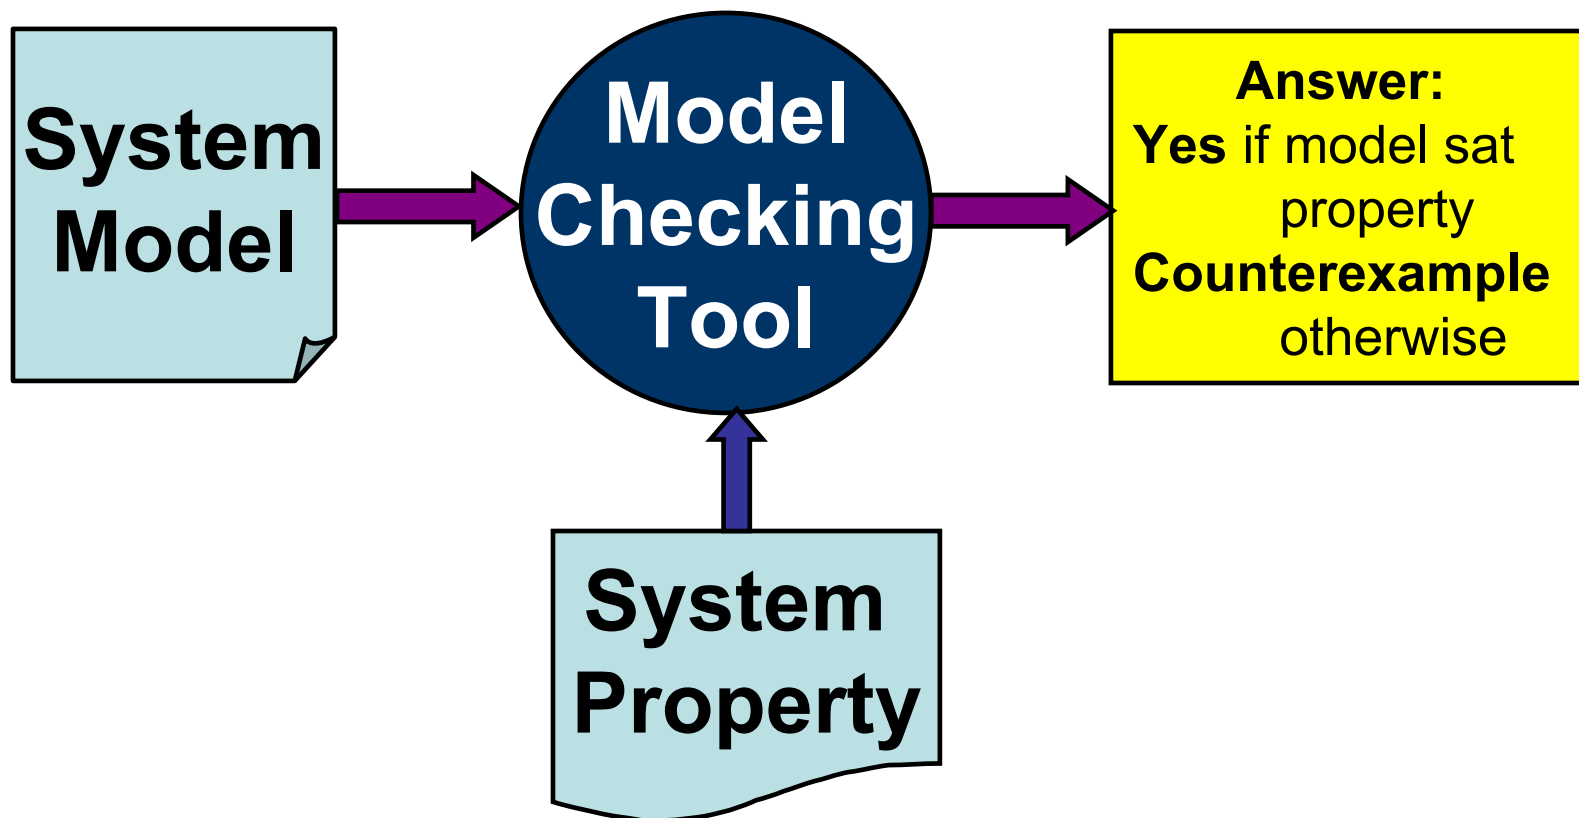 System
Model
Model
Checking
Tool
Answer:
Yes if model sat
property
Counterexample
otherwise
System
Property